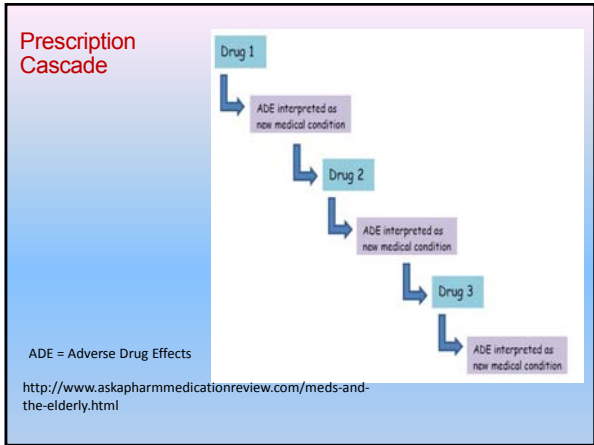 Prescription
Cascade
Drug 1
ADE interpreted as
new medical condition
Drug 2
ADE interpreted as
new medical condition
Drug 3
ADE interpreted as
new medical condition
ADE = Adverse Drug Effects
http://www.askapharmmedicationreview.com/meds-and-
the-elderly.html